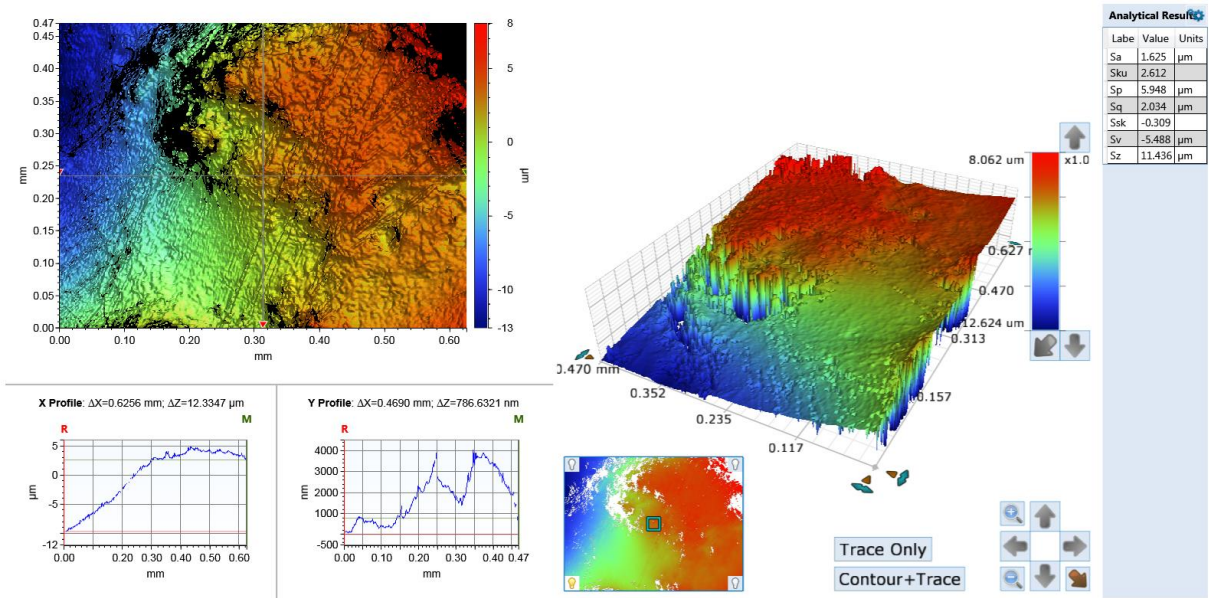 0.47
0.45
0.40
0.35
0.30
0.25
0.20
0.15
0.10
0.05
0.00
mm
0.00 0.10 0.20 0.30 0.40 0.50 0.60
mm
8
5
0
-5
-10
-13
µm
X Profile: ΔX=0.6256 mm; ΔZ=12.3347 µm
R M
5
0
-5
-12
µm
0.00 0.10 0.20 0.30 0.40 0.50 0.62
mm
Y Profile: ΔX=0.4690 mm; ΔZ=786.6321 nm
R M
4000
3000
2000
1000
-500
nm
0.00 0.10 0.20 0.30 0.40 0.47
mm
8.062 um
x1.0
0.627
0.470
12.624 um
0.313
0.157
0.470 mm
0.352
0.235
0.117
Trace Only
Contour+Trace
Analytical Results
Labe Value Units
Sa 1.625 µm
Sku 2.612
Sp 5.948 µm
Sq 2.034 µm
Ssk -0.309
Sv -5.488 µm
Sz 11.436 µm